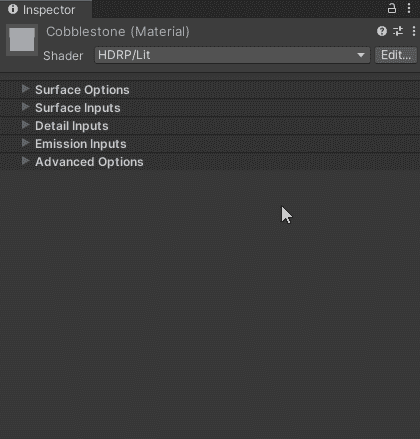 Inspector
Cobblestone (Material)
Shader HDRP/Lit Edit...
Surface Options
Surface Inputs
Detail Inputs
Emission Inputs
Advanced Options